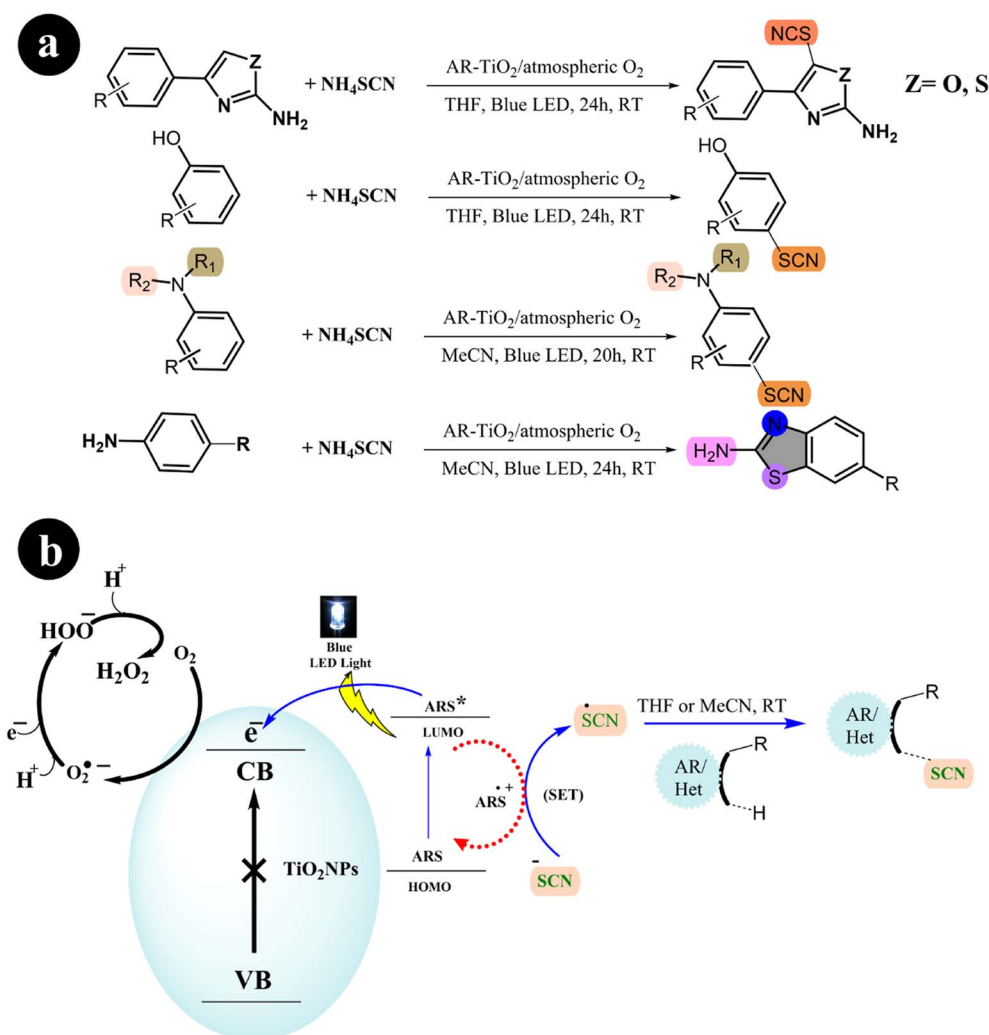 a
R
Z
N
NH₂
+ NH₄SCN
AR-TiO₂/atmospheric O₂
THF, Blue LED, 24h, RT
NCS
R
Z
N
NH₂
Z= O, S
HO
R
+ NH₄SCN
AR-TiO₂/atmospheric O₂
THF, Blue LED, 24h, RT
HO
R
SCN
R₂
N
R₁
R
+ NH₄SCN
AR-TiO₂/atmospheric O₂
MeCN, Blue LED, 20h, RT
R₂
N
R₁
R
SCN
H₂N
R
+ NH₄SCN
AR-TiO₂/atmospheric O₂
MeCN, Blue LED, 24h, RT
H₂N
N
S
R
b
H⁺
HOO⁻
H₂O₂
O₂
e⁻
H⁺
O₂•⁻
Blue
LED Light
e⁻
CB
TiO₂NPs
VB
ARS*
LUMO
ARS•+
ARS
HOMO
(SET)
•SCN
⁻SCN
THF or MeCN, RT
AR/
Het
R
H
AR/
Het
R
SCN